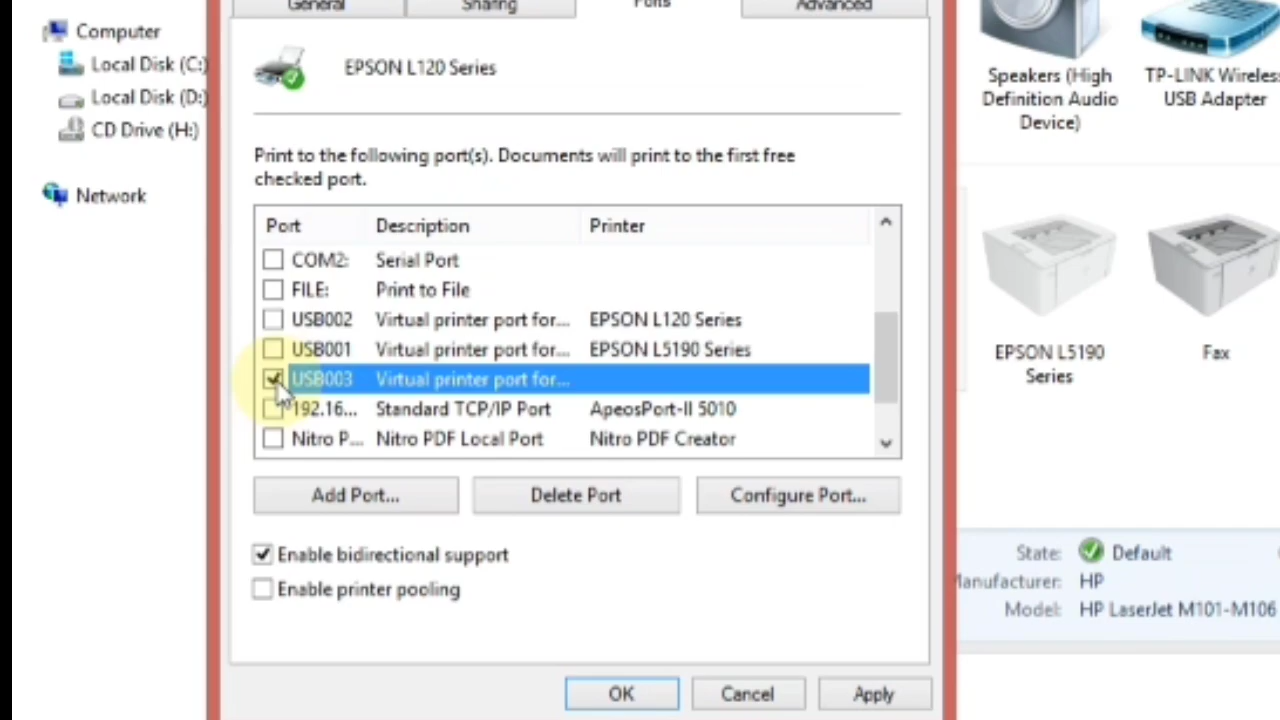 General
Sharing
Ports
Advanced
Computer
Local Disk (C:)
Local Disk (D:)
CD Drive (H:)
Network
EPSON L120 Series
Print to the following port(s). Documents will print to the first free
checked port.
Port Description Printer
COM2: Serial Port
FILE: Print to File
USB002 Virtual printer port for... EPSON L120 Series
USB001 Virtual printer port for... EPSON L5190 Series
USB003 Virtual printer port for...
192.16... Standard TCP/IP Port ApeosPort-II 5010
Nitro P... Nitro PDF Local Port Nitro PDF Creator
Add Port...
Delete Port
Configure Port...
Enable bidirectional support
Enable printer pooling
OK
Cancel
Apply
Speakers (High
Definition Audio
Device)
TP-LINK Wireless
USB Adapter
EPSON L5190
Series
Fax
State: Default
Manufacturer: HP
Model: HP LaserJet M101-M106